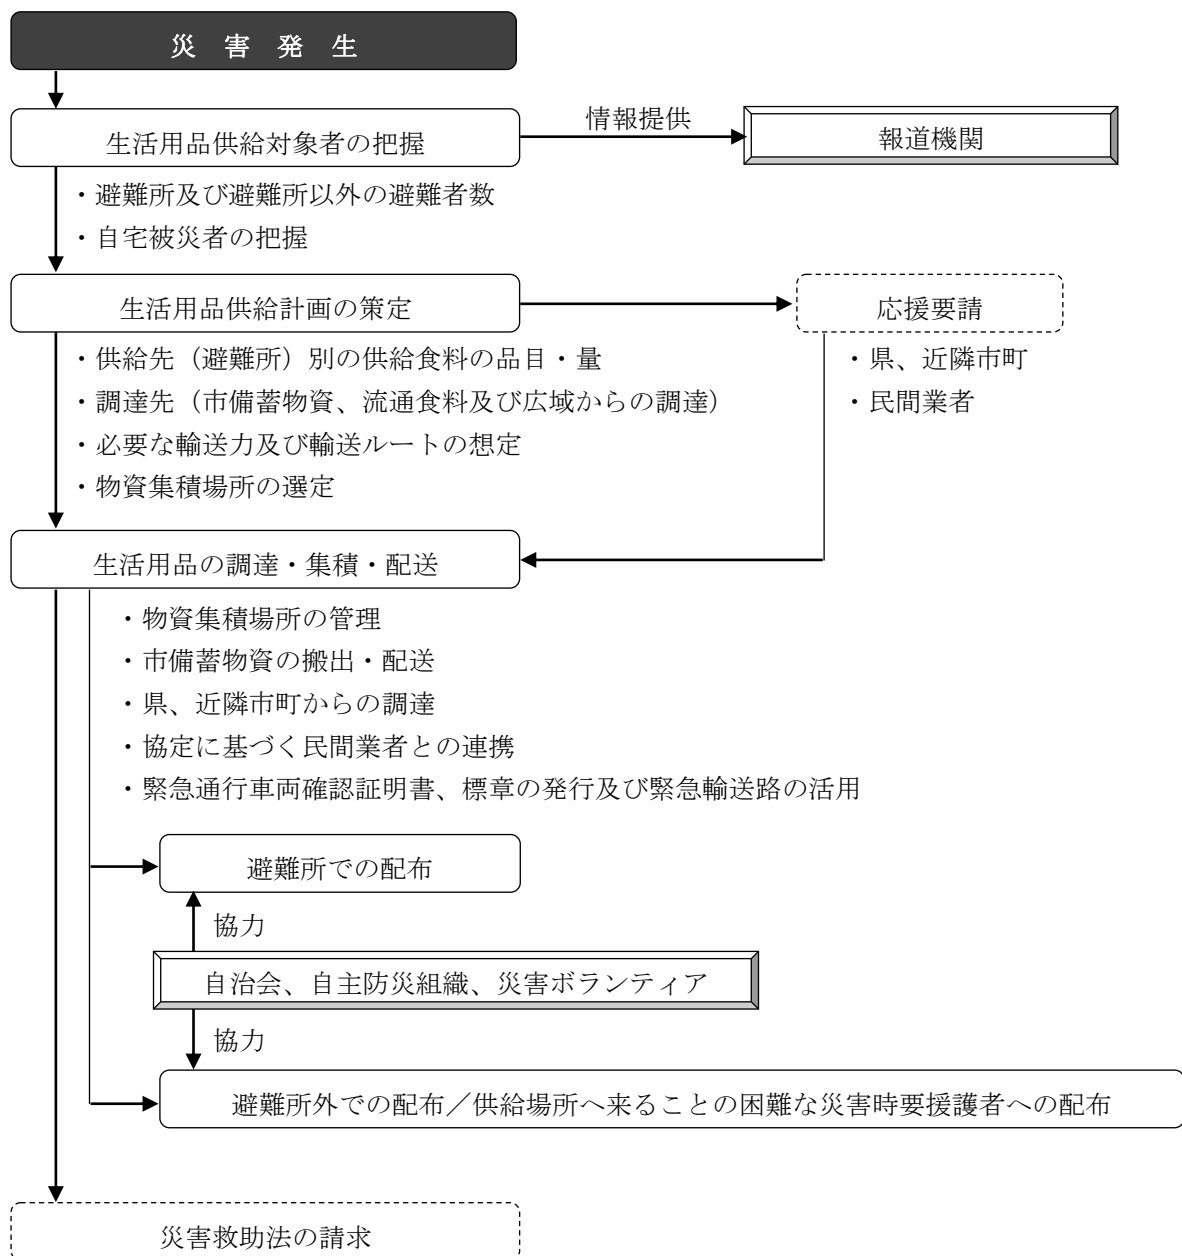 災 害 発 生
生活用品供給対象者の把握
情報提供
報道機関
・避難所及び避難所以外の避難者数
・自宅被災者の把握
生活用品供給計画の策定
応援要請
・供給先（避難所）別の供給食料の品目・量
・調達先（市備蓄物資、流通食料及び広域からの調達）
・必要な輸送力及び輸送ルートの想定
・物資集積場所の選定
・県、近隣市町
・民間業者
生活用品の調達・集積・配送
・物資集積場所の管理
・市備蓄物資の搬出・配送
・県、近隣市町からの調達
・協定に基づく民間業者との連携
・緊急通行車両確認証明書、標章の発行及び緊急輸送路の活用
避難所での配布
協力
自治会、自主防災組織、災害ボランティア
協力
避難所外での配布／供給場所へ来ることの困難な災害時要援護者への配布
災害救助法の請求